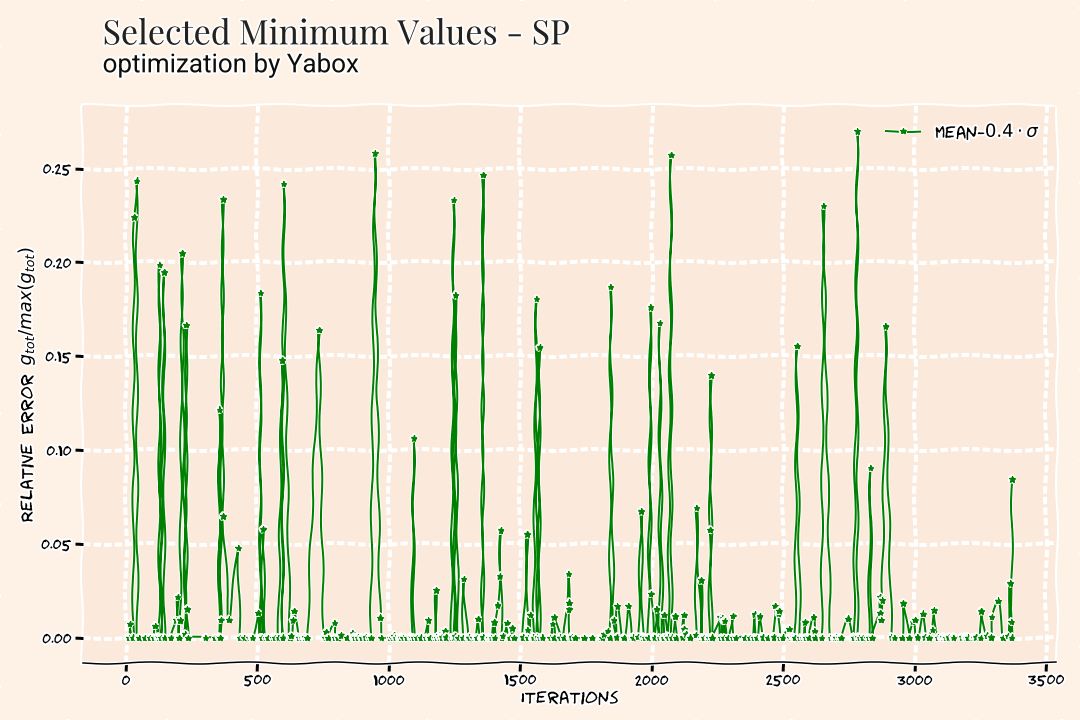 Selected Minimum Values - SP
optimization by Yabox
MEAN-0.4 · σ
RELATIVE ERROR g_tot/max(g_tot)
0.25
0.20
0.15
0.10
0.05
0.00
0 500 1000 1500 2000 2500 3000 3500
ITERATIONS